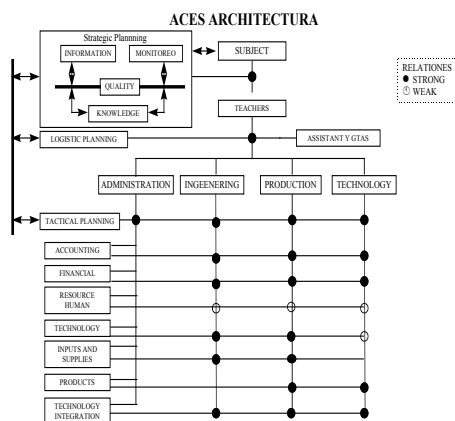 ACES ARCHITECTURA
Strategic Plannning
INFORMATION
MONITOREO
QUALITY
KNOWLEDGE
SUBJECT
RELATIONES
STRONG
WEAK
TEACHERS
LOGISTIC PLANNING
ASSISTANT Y GTAS
ADMINISTRATION
INGEENERING
PRODUCTION
TECHNOLOGY
TACTICAL PLANNING
ACCOUNTING
FINANCIAL
RESOURCE
HUMAN
TECHNOLOGY
INPUTS AND
SUPPLIES
PRODUCTS
TECHNOLOGY
INTEGRATION